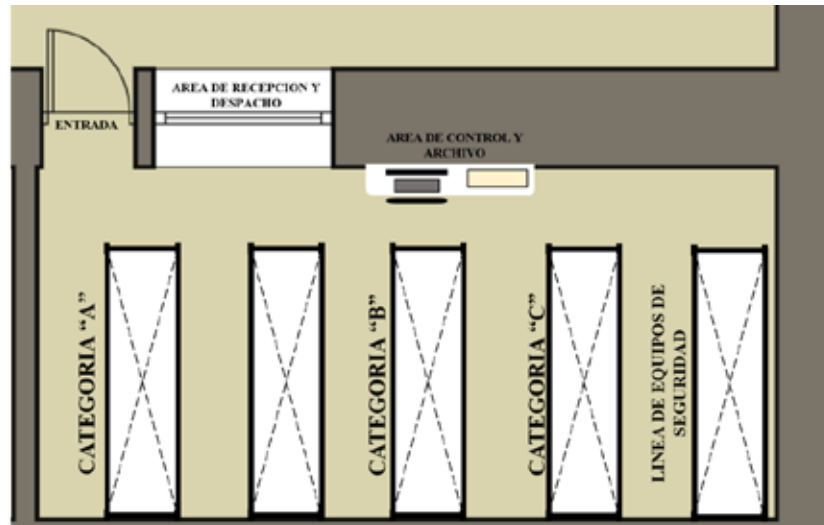 AREA DE RECEPCION Y
DESPACHO
ENTRADA
AREA DE CONTROL Y
ARCHIVO
CATEGORIA “A”
CATEGORIA “B”
CATEGORIA “C”
LINEA DE EQUIPOS DE
SEGURIDAD